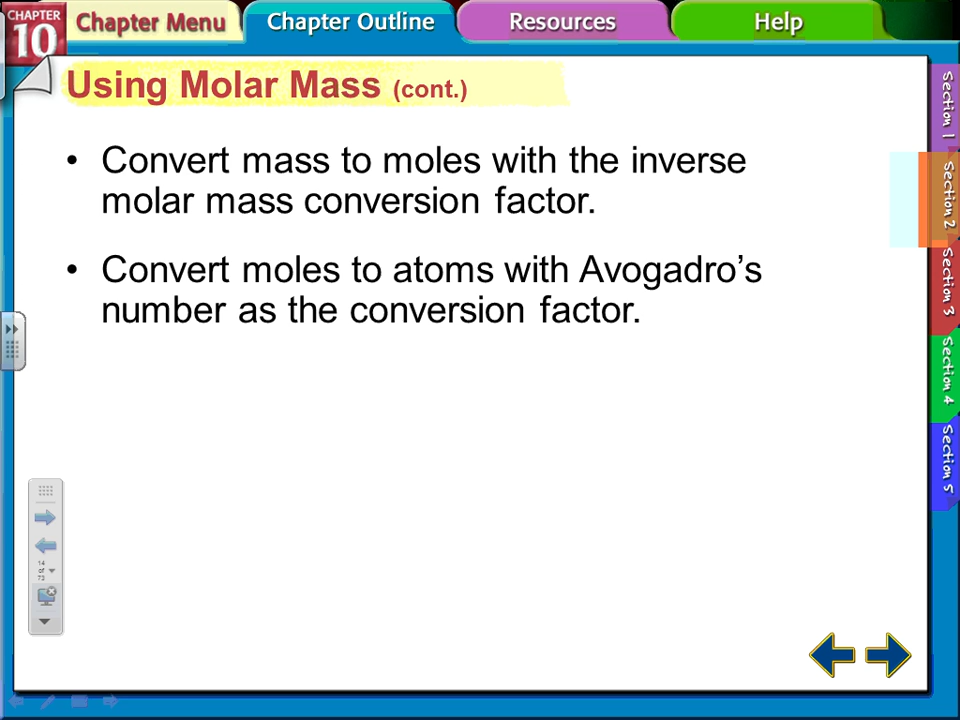 CHAPTER
10
Chapter Menu
Chapter Outline
Resources
Help
Using Molar Mass (cont.)
• Convert mass to moles with the inverse
molar mass conversion factor.
• Convert moles to atoms with Avogadro’s
number as the conversion factor.
Section 1
Section 2
Section 3
Section 4
Section 5
14
of
73